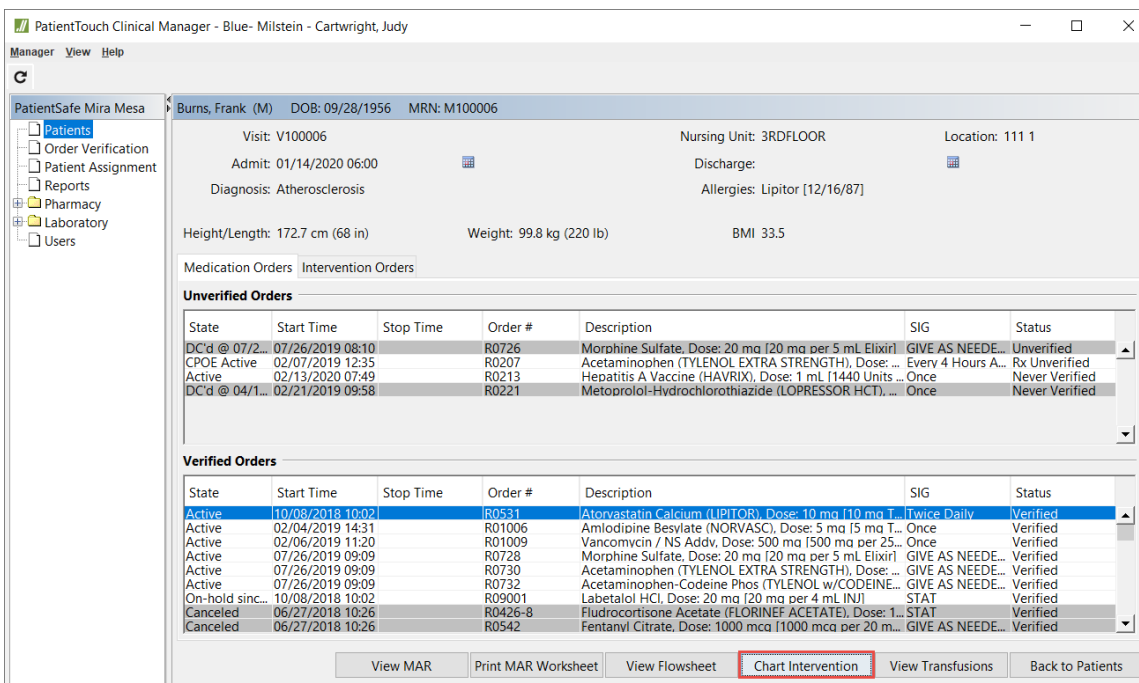 PatientTouch Clinical Manager - Blue- Milstein - Cartwright, Judy
Manager View Help
PatientSafe Mira Mesa
Patients
Order Verification
Patient Assignment
Reports
Pharmacy
Laboratory
Users
Burns, Frank (M) DOB: 09/28/1956 MRN: M100006
Visit: V100006 Nursing Unit: 3RDFLOOR Location: 111 1
Admit: 01/14/2020 06:00 Discharge:
Diagnosis: Atherosclerosis Allergies: Lipitor [12/16/87]
Height/Length: 172.7 cm (68 in) Weight: 99.8 kg (220 lb) BMI 33.5
Medication Orders Intervention Orders
Unverified Orders
State Start Time Stop Time Order # Description SIG Status
DC'd @ 07/2... 07/26/2019 08:10 R0726 Morphine Sulfate, Dose: 20 mg [20 mg per 5 mL Elixir] GIVE AS NEEDE... Unverified
CPOE Active 02/07/2019 12:35 R0207 Acetaminophen (TYLENOL EXTRA STRENGTH), Dose: ... Every 4 Hours A... Rx Unverified
Active 02/13/2020 07:49 R0213 Hepatitis A Vaccine (HAVRIX), Dose: 1 mL [1440 Units ... Once Never Verified
DC'd @ 04/1... 02/21/2019 09:58 R0221 Metoprolol-Hydrochlorothiazide (LOPRESSOR HCT), ... Once Never Verified
Verified Orders
State Start Time Stop Time Order # Description SIG Status
Active 10/08/2018 10:02 R0531 Atorvastatin Calcium (LIPITOR), Dose: 10 mg [10 mg T... Twice Daily Verified
Active 02/04/2019 14:31 R01006 Amlodipine Besylate (NORVASC), Dose: 5 mg [5 mg T... Once Verified
Active 02/06/2019 11:20 R01009 Vancomycin / NS Addv, Dose: 500 mg [500 mg per 25... Once Verified
Active 07/26/2019 09:09 R0728 Morphine Sulfate, Dose: 20 mg [20 mg per 5 mL Elixir] GIVE AS NEEDE... Verified
Active 07/26/2019 09:09 R0730 Acetaminophen (TYLENOL EXTRA STRENGTH), Dose: ... GIVE AS NEEDE... Verified
Active 07/26/2019 09:09 R0732 Acetaminophen-Codeine Phos (TYLENOL w/CODEINE... GIVE AS NEEDE... Verified
On-hold sinc... 10/08/2018 10:02 R09001 Labetalol HCl, Dose: 20 mg [20 mg per 4 mL INJ] STAT Verified
Canceled 06/27/2018 10:26 R0426-8 Fludrocortisone Acetate (FLORINEF ACETATE), Dose: 1... STAT Verified
Canceled 06/27/2018 10:26 R0542 Fentanyl Citrate, Dose: 1000 mcg [1000 mcg per 20 m... GIVE AS NEEDE... Verified
View MAR Print MAR Worksheet View Flowsheet Chart Intervention View Transfusions Back to Patients